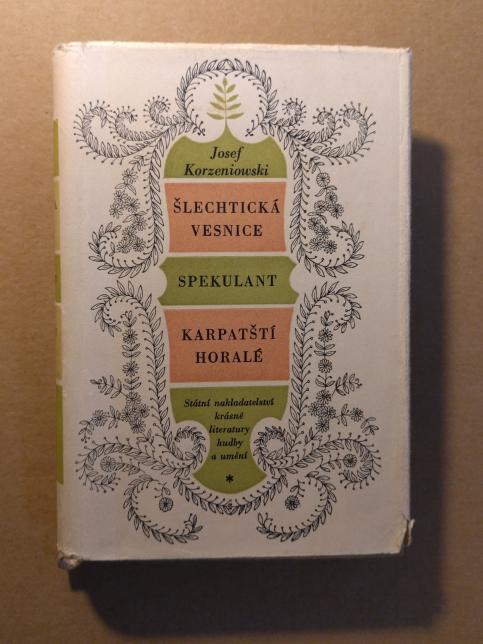 Josef
Korzeniowski
ŠLECHTICKÁ
VESNICE
SPEKULANT
KARPATŠTÍ
HORALÉ
Státní nakladatelství
krásné
literatury
hudby
a umění
*